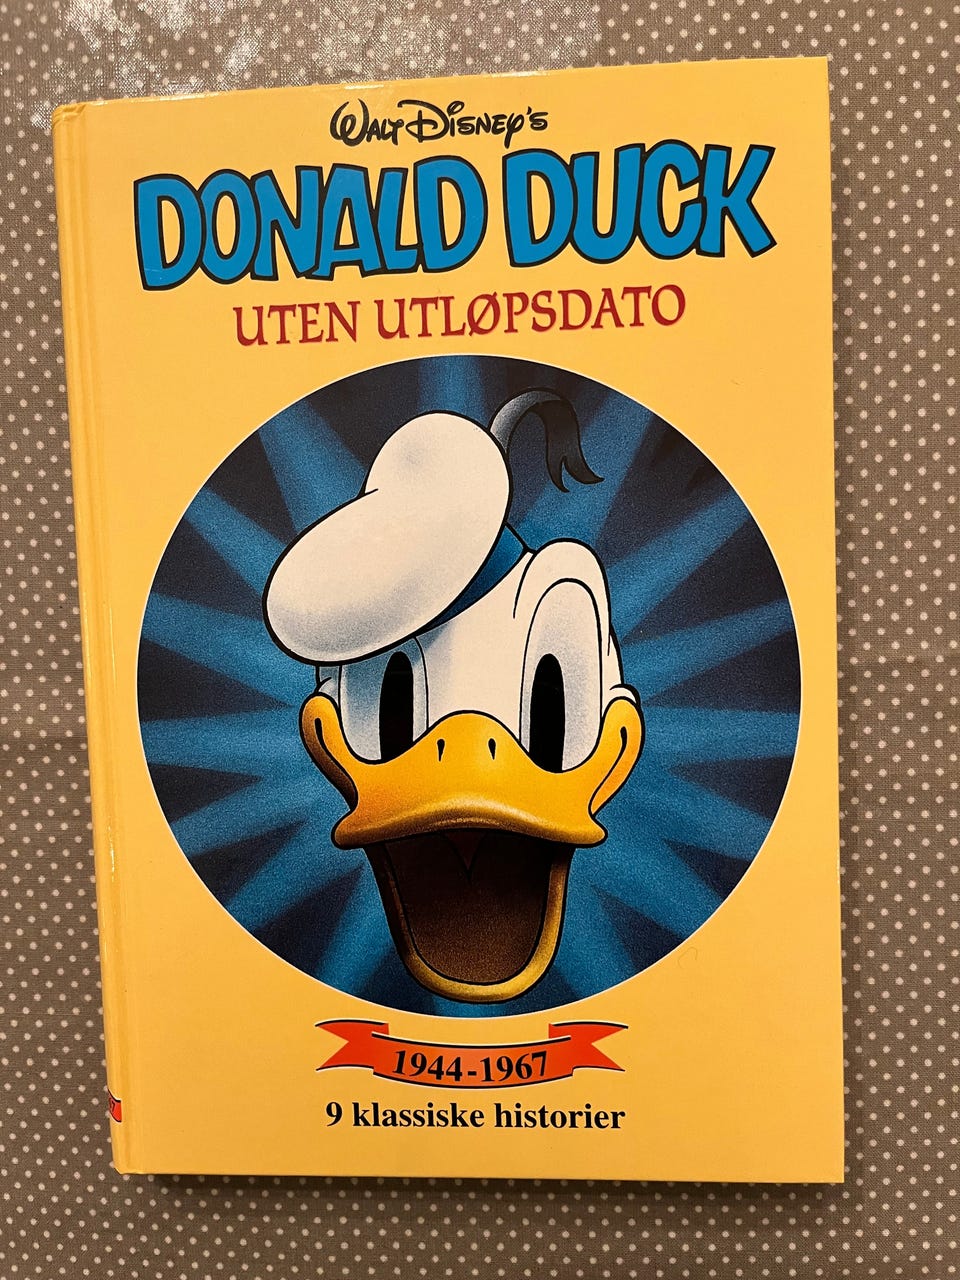 Walt Disney's
DONALD DUCK
UTEN UTLØPSDATO
1944-1967
9 klassiske historier